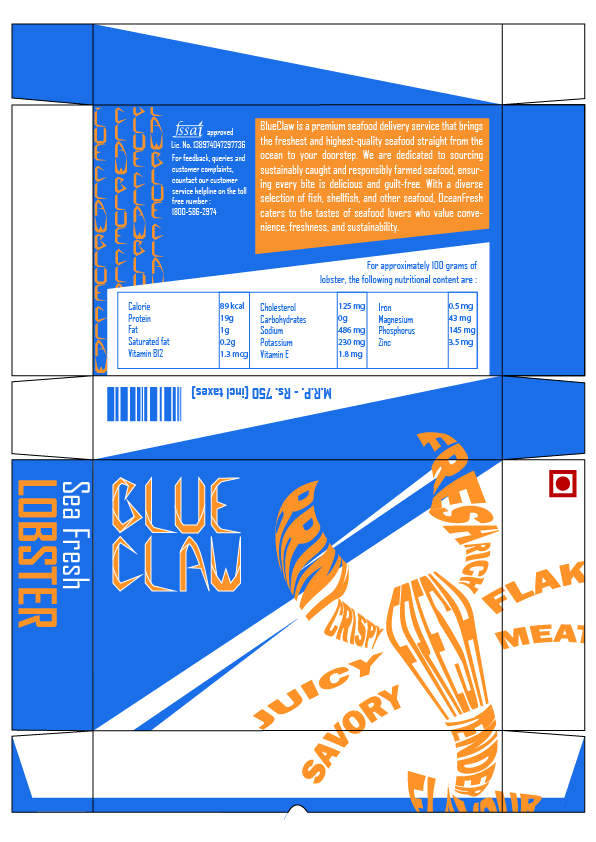 BLUECLAWBLUECLAW
CLAWBLUECLAW
CLAWBLUECLAW
fssai approved
Lic. No. 138974047297736
For feedback, queries and
customer complaints,
countact our customer
service helpline on the toll
free number :
1800-586-2974
BlueClaw is a premium seafood delivery service that brings
the freshest and highest-quality seafood straight from the
ocean to your doorstep. We are dedicated to sourcing
sustainably caught and responsibly farmed seafood, ensur-
ing every bite is delicious and guilt-free. With a diverse
selection of fish, shellfish, and other seafood, OceanFresh
caters to the tastes of seafood lovers who value conve-
nience, freshness, and sustainability.
For approximately 100 grams of
lobster, the following nutritional content are :
Calorie 89 kcal
Protein 19g
Fat 1g
Saturated fat 0.2g
Vitamin B12 1.3 mcg
Cholesterol 125 mg
Carbohydrates 0g
Sodium 486 mg
Potassium 230 mg
Vitamin E 1.8 mg
Iron 0.5 mg
Magnesium 43 mg
Phosphorus 145 mg
Zinc 3.5 mg
M.R.P. - Rs. 750 (incl taxes)
Sea Fresh
LOBSTER
BLUE
CLAW
FRESH
RICH
CRISPY
FLAK
MEAT
JUICY
SAVORY
TENDER
FLAVOUR